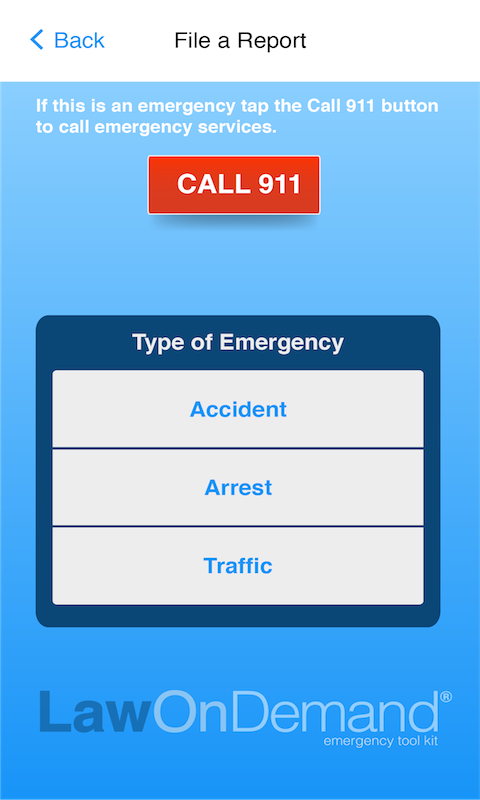 Back
File a Report
If this is an emergency tap the Call 911 button
to call emergency services.
CALL 911
Type of Emergency
Accident
Arrest
Traffic
LawOnDemand®
emergency tool kit